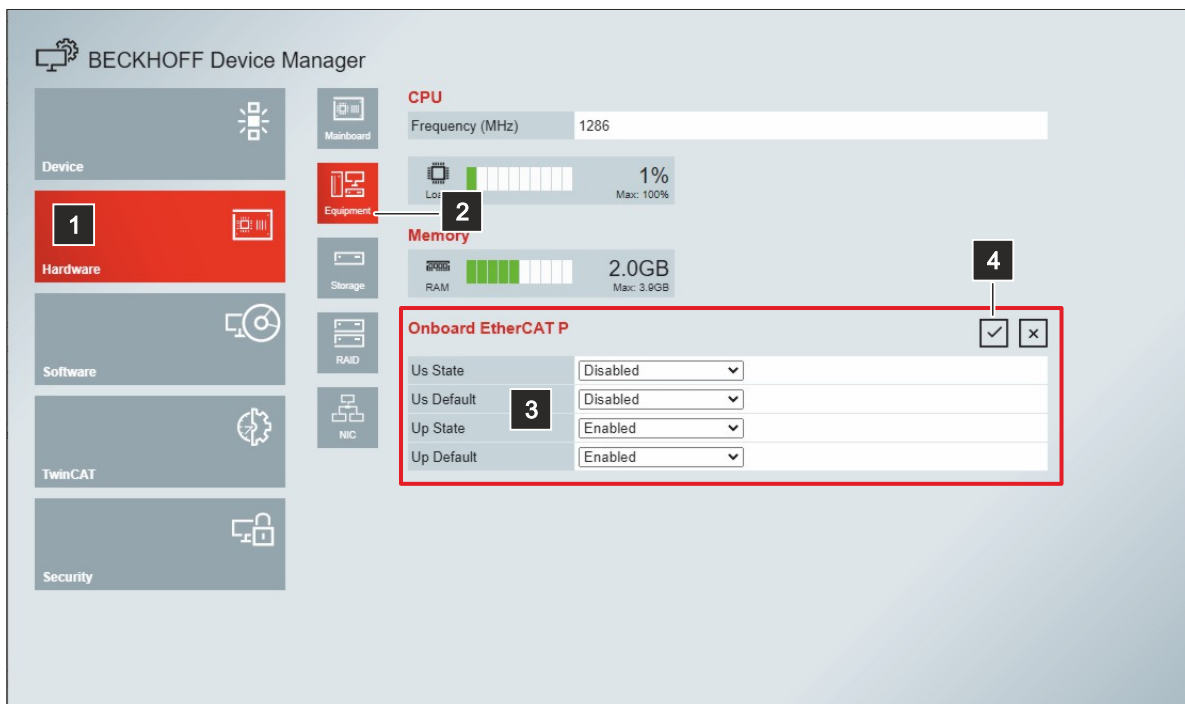 BECKHOFF Device Manager
Device
1
Hardware
Software
TwinCAT
Security
Mainboard
Equipment
2
Storage
RAID
NIC
CPU
Frequency (MHz) 1286
1%
Max: 100%
Memory
RAM
2.0GB
Max: 3.9GB
4
Onboard EtherCAT P
Us State Disabled
Us Default Disabled
3
Up State Enabled
Up Default Enabled